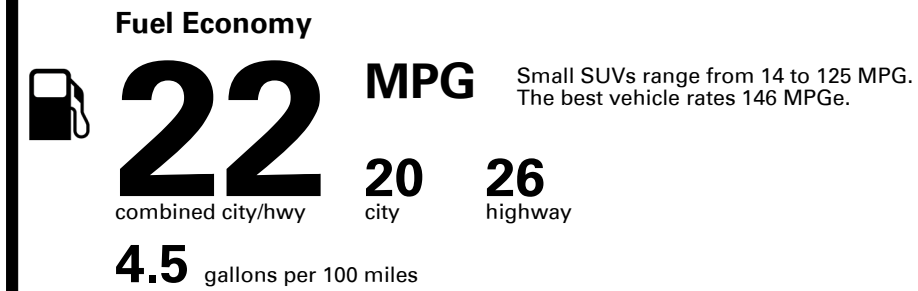 Fuel Economy
22 MPG
Small SUVs range from 14 to 125 MPG.
The best vehicle rates 146 MPGe.
20 26
combined city/hwy city highway
4.5 gallons per 100 miles